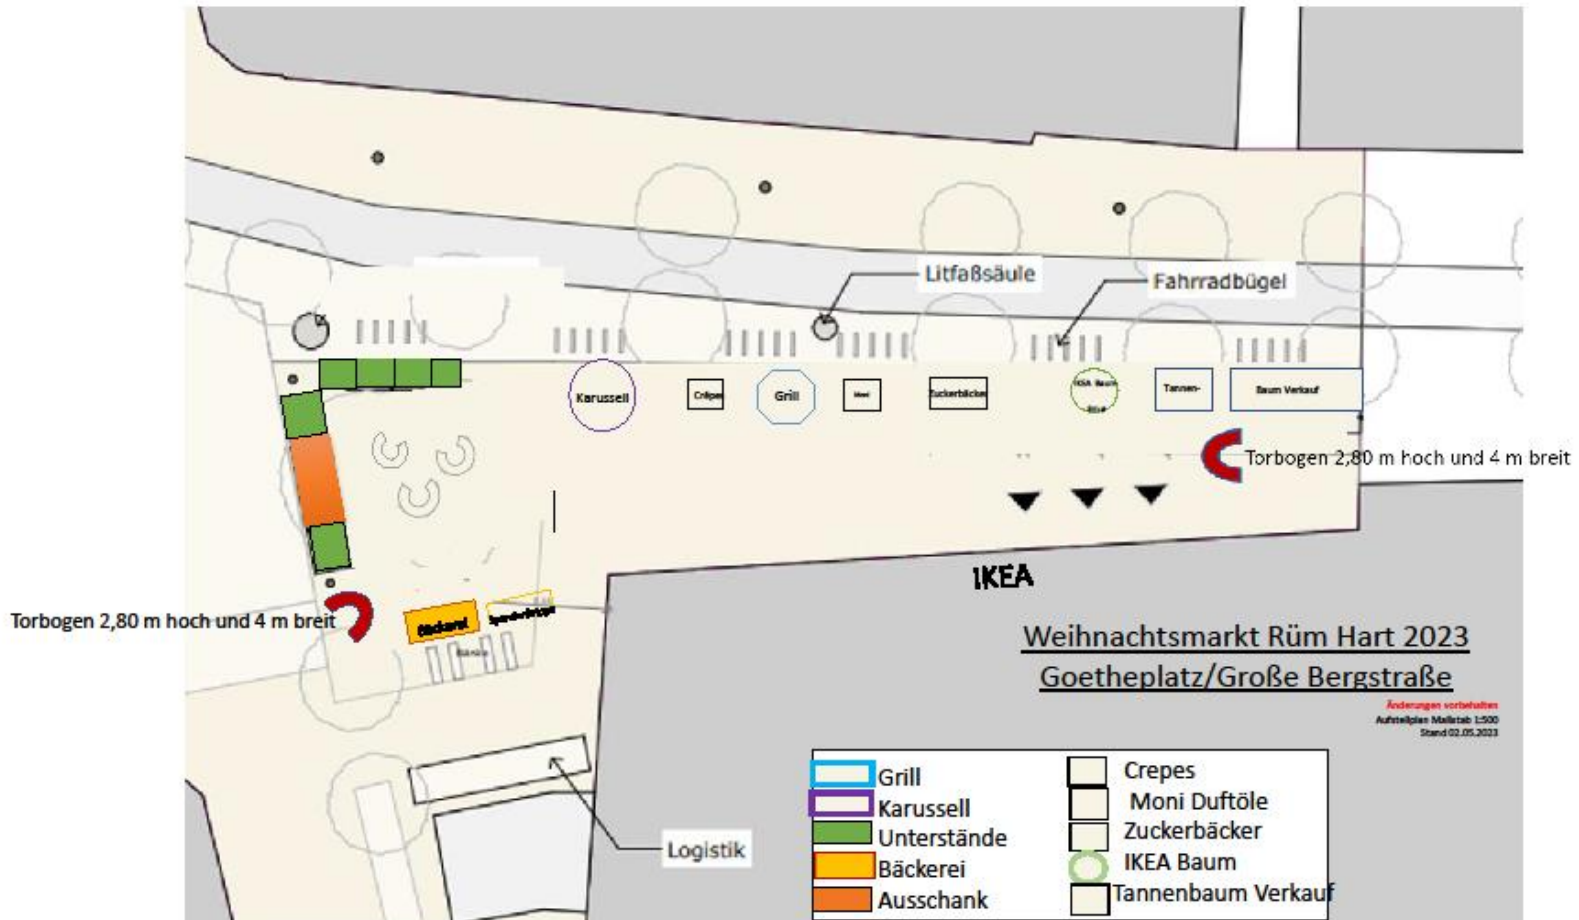 Litfaßsäule
Fahrradbügel
Karussell
Crêpes
Grill
Moni
Zuckerbäcker
IKEA Baum
Tannen-
Baum Verkauf
Torbogen 2,80 m hoch und 4 m breit
IKEA
Torbogen 2,80 m hoch und 4 m breit
Bäckerei
Bänke
Weihnachtsmarkt Rüm Hart 2023
Goetheplatz/Große Bergstraße
Änderungen vorbehalten
Aufstellplan Maßstab 1:500
Stand 02.05.2023
Logistik
Grill
Karussell
Unterstände
Bäckerei
Ausschank
Crepes
Moni Duftöle
Zuckerbäcker
IKEA Baum
Tannenbaum Verkauf